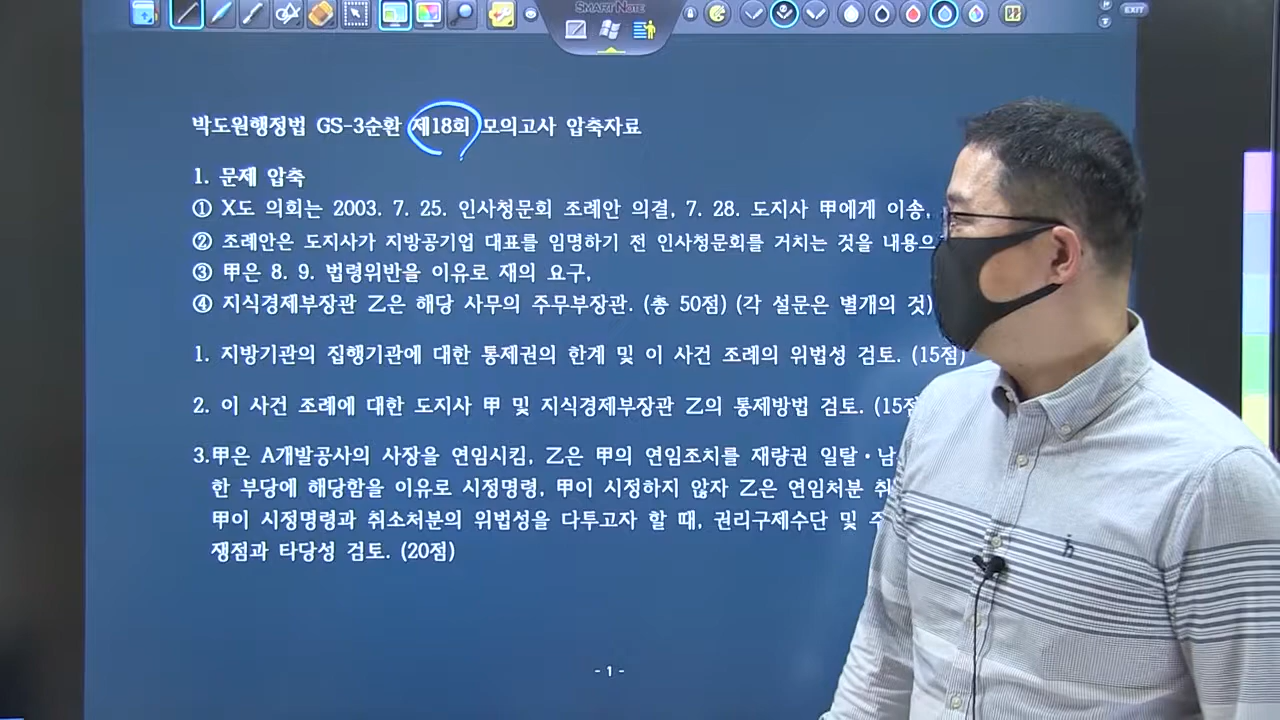 SMART NOTE
EXIT
박도원행정법 GS-3순환 제18회 모의고사 압축자료
1. 문제 압축
① X도 의회는 2003. 7. 25. 인사청문회 조례안 의결, 7. 28. 도지사 甲에게 이송,
② 조례안은 도지사가 지방공기업 대표를 임명하기 전 인사청문회를 거치는 것을 내용으
③ 甲은 8. 9. 법령위반을 이유로 재의 요구,
④ 지식경제부장관 乙은 해당 사무의 주무부장관. (총 50점) (각 설문은 별개의 것)
1. 지방기관의 집행기관에 대한 통제권의 한계 및 이 사건 조례의 위법성 검토. (15점)
2. 이 사건 조례에 대한 도지사 甲 및 지식경제부장관 乙의 통제방법 검토. (15점
3.甲은 A개발공사의 사장을 연임시킴, 乙은 甲의 연임조치를 재량권 일탈·남
한 부당에 해당함을 이유로 시정명령, 甲이 시정하지 않자 乙은 연임처분 취
甲이 시정명령과 취소처분의 위법성을 다투고자 할 때, 권리구제수단 및 주
쟁점과 타당성 검토. (20점)
- 1 -